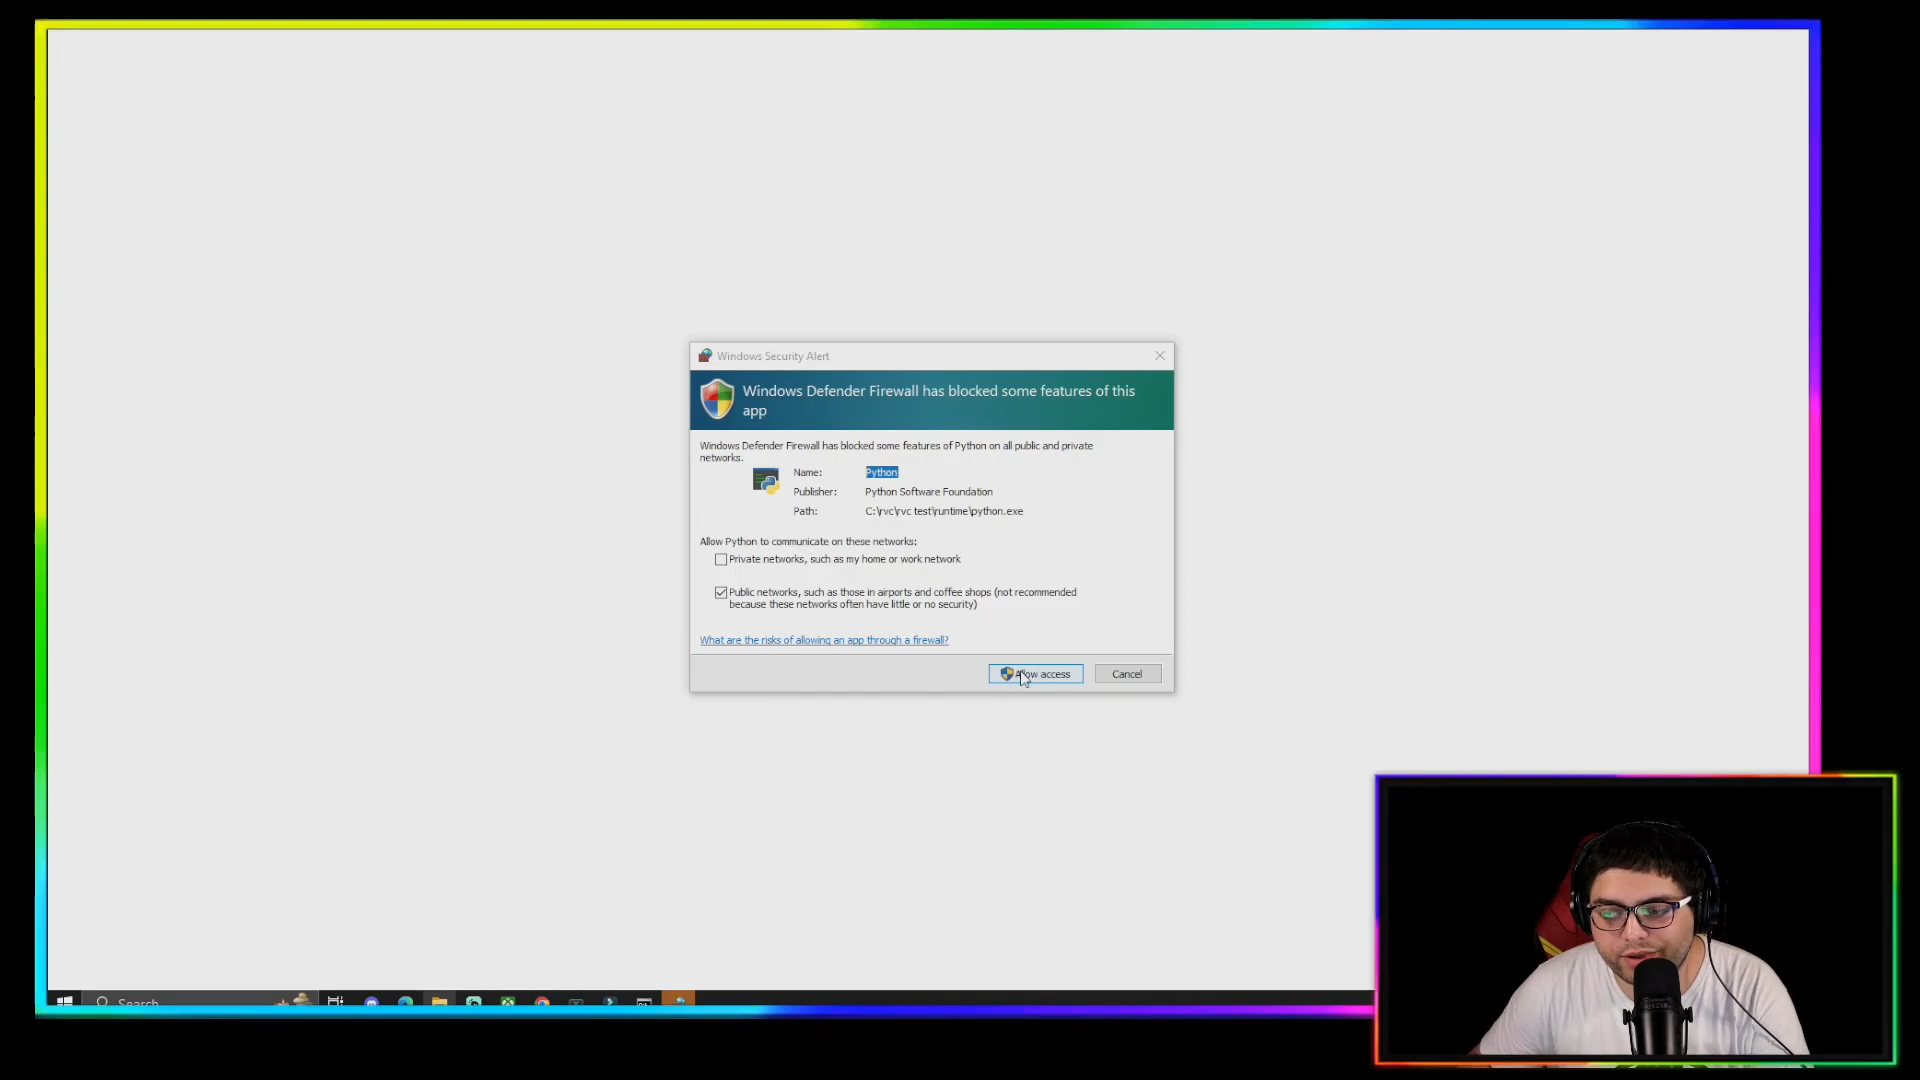 Windows Security Alert
Windows Defender Firewall has blocked some features of this
app
Windows Defender Firewall has blocked some features of Python on all public and private
networks.
Name: Python
Publisher: Python Software Foundation
Path: C:\rvc\rvc test\runtime\python.exe
Allow Python to communicate on these networks:
Private networks, such as my home or work network
Public networks, such as those in airports and coffee shops (not recommended
because these networks often have little or no security)
What are the risks of allowing an app through a firewall?
Allow access Cancel
Search